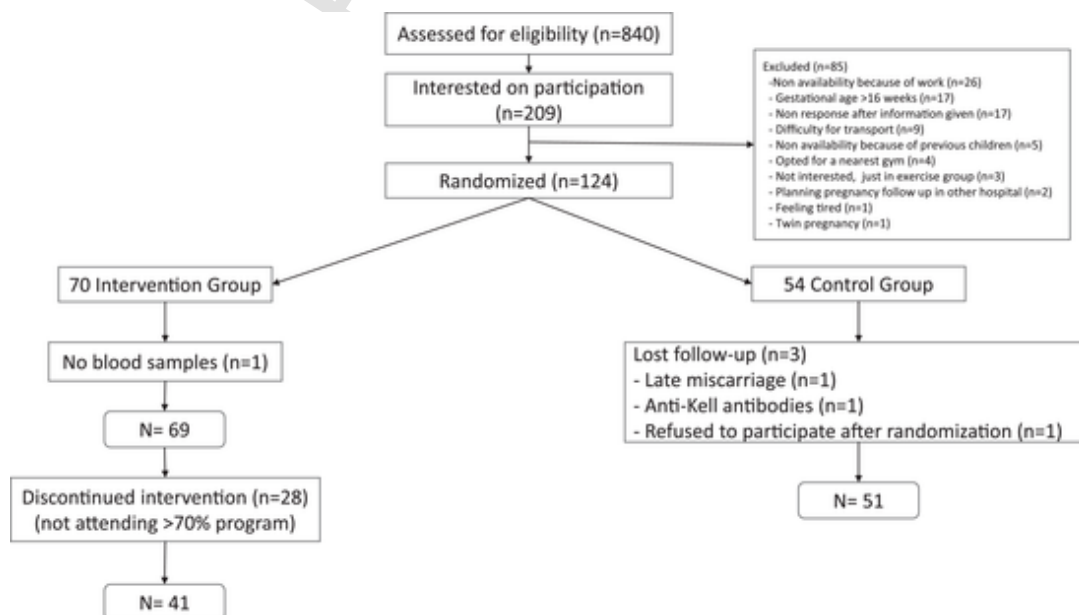 Assessed for eligibility (n=840)
Interested on participation
(n=209)
Excluded (n=85)
-Non availability because of work (n=26)
- Gestational age >16 weeks (n=17)
- Non response after information given (n=17)
- Difficulty for transport (n=9)
- Non availability because of previous children (n=5)
- Opted for a nearest gym (n=4)
- Not interested, just in exercise group (n=3)
- Planning pregnancy follow up in other hospital (n=2)
- Feeling tired (n=1)
- Twin pregnancy (n=1)
Randomized (n=124)
70 Intervention Group
54 Control Group
No blood samples (n=1)
N= 69
Discontinued intervention (n=28)
(not attending >70% program)
N= 41
Lost follow-up (n=3)
- Late miscarriage (n=1)
- Anti-Kell antibodies (n=1)
- Refused to participate after randomization (n=1)
N= 51